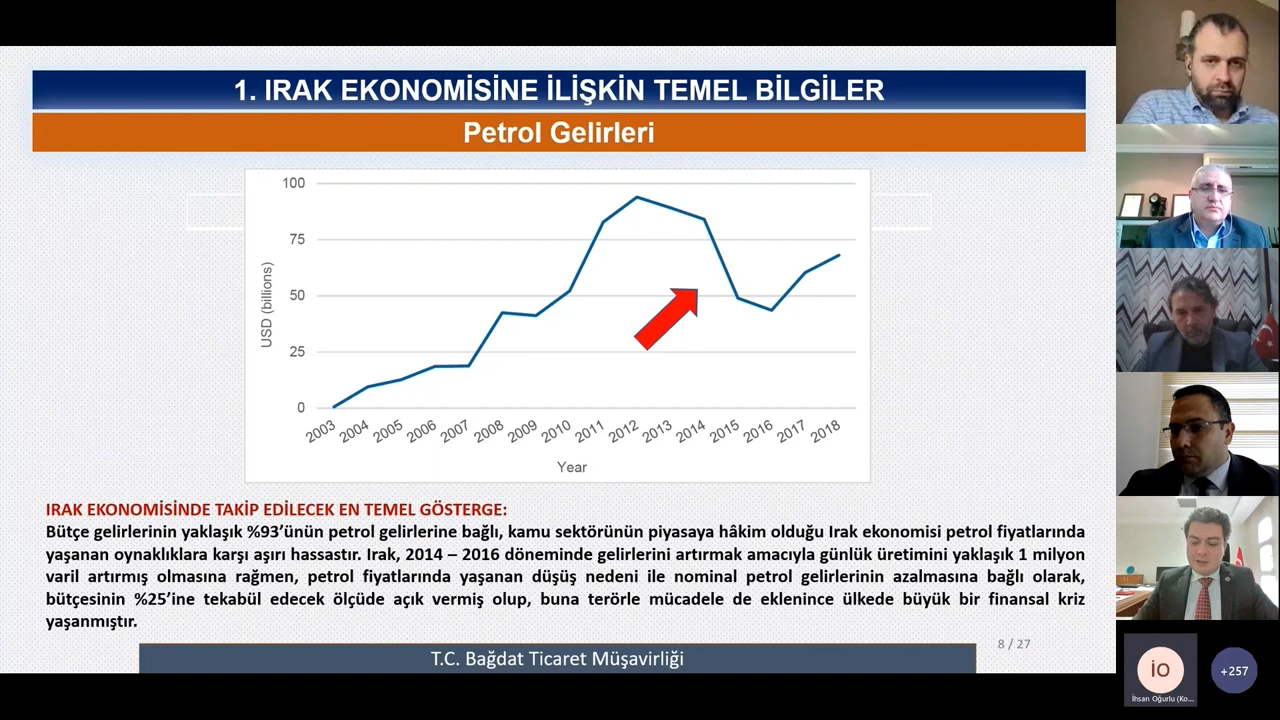 1. IRAK EKONOMİSİNE İLİŞKİN TEMEL BİLGİLER
Petrol Gelirleri
100
75
50
25
0
USD (billions)
2003 2004 2005 2006 2007 2008 2009 2010 2011 2012 2013 2014 2015 2016 2017 2018
Year
IRAK EKONOMİSİNDE TAKİP EDİLECEK EN TEMEL GÖSTERGE:
Bütçe gelirlerinin yaklaşık %93’ünün petrol gelirlerine bağlı, kamu sektörünün piyasaya hâkim olduğu Irak ekonomisi petrol fiyatlarında
yaşanan oynaklıklara karşı aşırı hassastır. Irak, 2014 – 2016 döneminde gelirlerini artırmak amacıyla günlük üretimini yaklaşık 1 milyon
varil artırmış olmasına rağmen, petrol fiyatlarında yaşanan düşüş nedeni ile nominal petrol gelirlerinin azalmasına bağlı olarak,
bütçesinin %25’ine tekabül edecek ölçüde açık vermiş olup, buna terörle mücadele de eklenince ülkede büyük bir finansal kriz
yaşanmıştır.
8 / 27
T.C. Bağdat Ticaret Müşavirliği
İO
İhsan Oğurlu (Ko...
+257